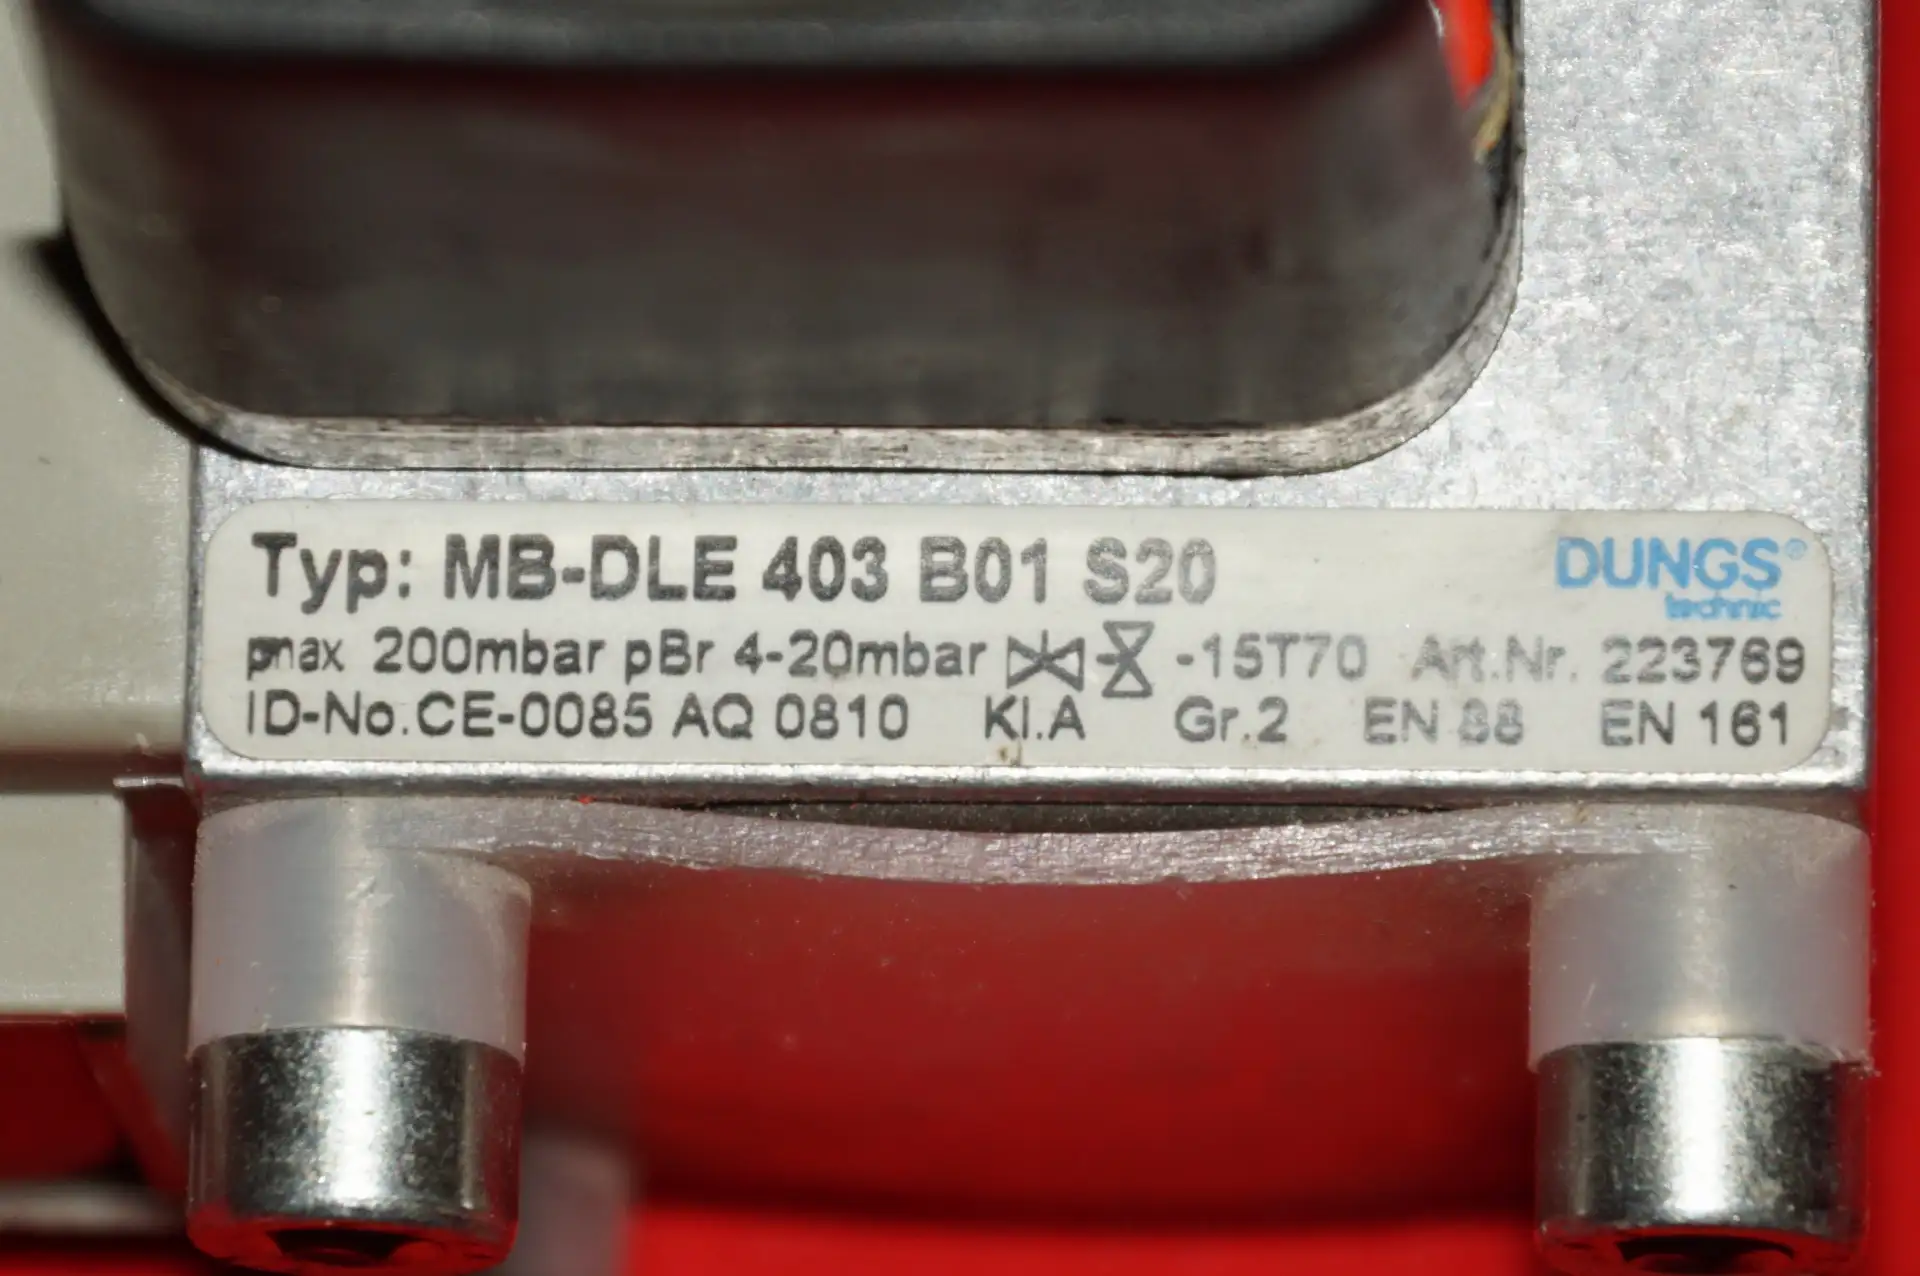 Typ: MB-DLE 403 B01 S20
DUNGS®
technic
pmax 200mbar pBr 4-20mbar -15T70 Art.Nr. 223769
ID-No.CE-0085 AQ 0810 Kl.A Gr.2 EN 88 EN 161